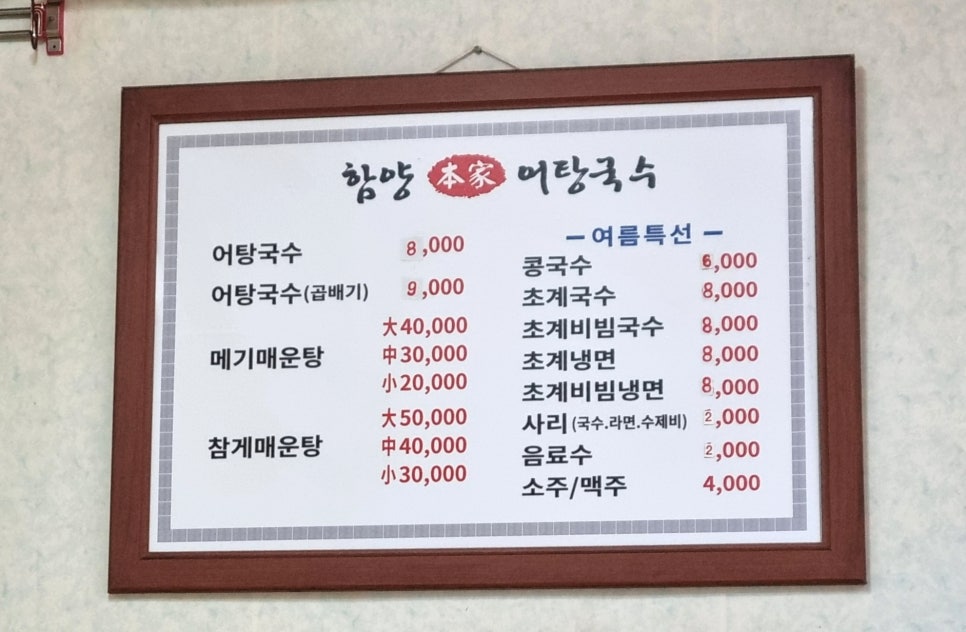 함양 本家 어탕국수
어탕국수 8,000
어탕국수(곱배기) 9,000
메기매운탕
大40,000
中30,000
小20,000
참게매운탕
大50,000
中40,000
小30,000
ー여름특선ー
콩국수 6,000
초계국수 8,000
초계비빔국수 8,000
초계냉면 8,000
초계비빔냉면 8,000
사리(국수.라면.수제비) 2,000
음료수 2,000
소주/맥주 4,000